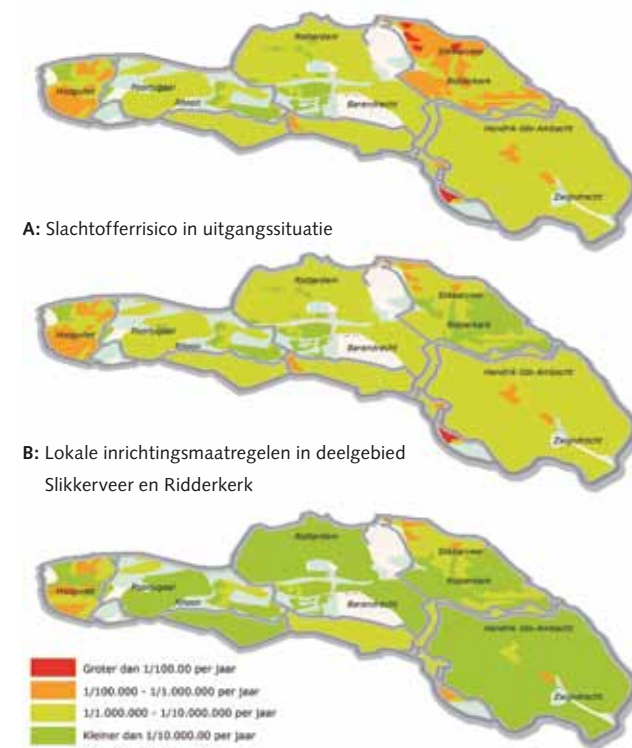 Rotterdam
Slikkerveer
Hoogvliet
Poortugaal
Rhoon
Ridderkerk
Barendrecht
Hendrik-Ido-Ambacht
Zwijndrecht
A: Slachtofferrisico in uitgangssituatie
Rotterdam
Slikkerveer
Hoogvliet
Poortugaal
Rhoon
Ridderkerk
Barendrecht
Hendrik-Ido-Ambacht
Zwijndrecht
B: Lokale inrichtingsmaatregelen in deelgebied
Slikkerveer en Ridderkerk
Rotterdam
Slikkerveer
Hoogvliet
Poortugaal
Rhoon
Ridderkerk
Barendrecht
Hendrik-Ido-Ambacht
Zwijndrecht
Groter dan 1/100.00 per jaar
1/100.000 - 1/1.000.000 per jaar
1/1.000.000 - 1/10.000.000 per jaar
Kleiner dan 1/10.000.00 per jaar